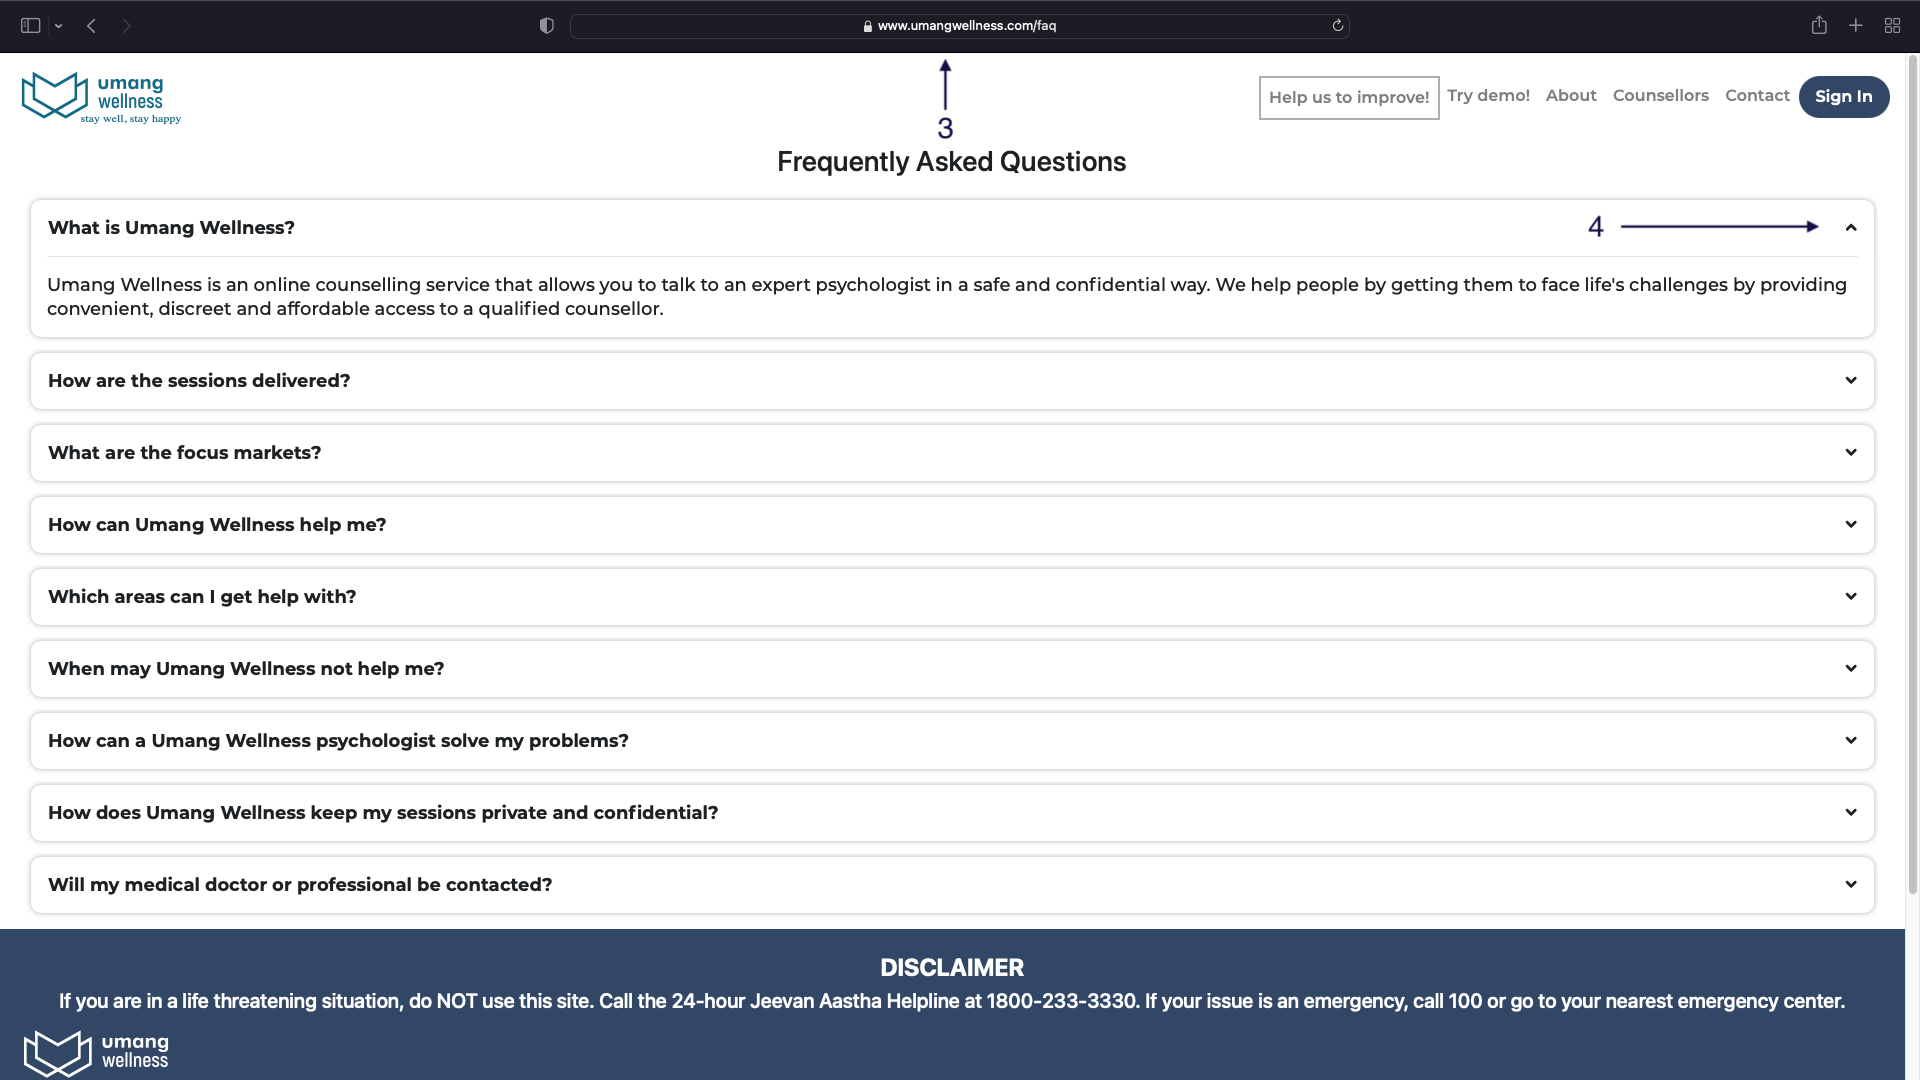 www.umangwellness.com/faq
umang
wellness
stay well, stay happy
3
Help us to improve!
Try demo!
About
Counsellors
Contact
Sign In
Frequently Asked Questions
What is Umang Wellness?
4
Umang Wellness is an online counselling service that allows you to talk to an expert psychologist in a safe and confidential way. We help people by getting them to face life's challenges by providing
convenient, discreet and affordable access to a qualified counsellor.
How are the sessions delivered?
What are the focus markets?
How can Umang Wellness help me?
Which areas can I get help with?
When may Umang Wellness not help me?
How can a Umang Wellness psychologist solve my problems?
How does Umang Wellness keep my sessions private and confidential?
Will my medical doctor or professional be contacted?
DISCLAIMER
If you are in a life threatening situation, do NOT use this site. Call the 24-hour Jeevan Aastha Helpline at 1800-233-3330. If your issue is an emergency, call 100 or go to your nearest emergency center.
umang
wellness